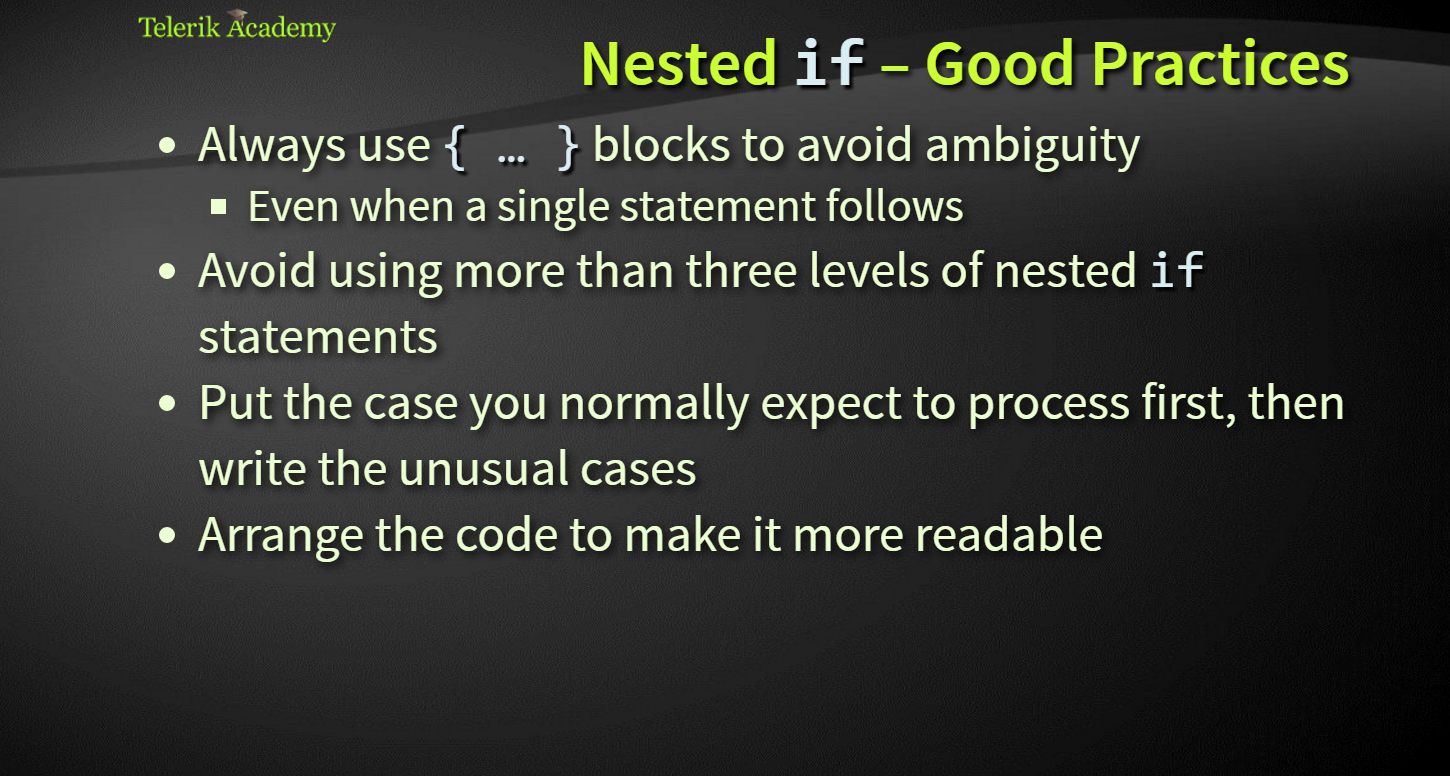 Telerik Academy
Nested if – Good Practices
• Always use { … } blocks to avoid ambiguity
▪ Even when a single statement follows
• Avoid using more than three levels of nested if
statements
• Put the case you normally expect to process first, then
write the unusual cases
• Arrange the code to make it more readable